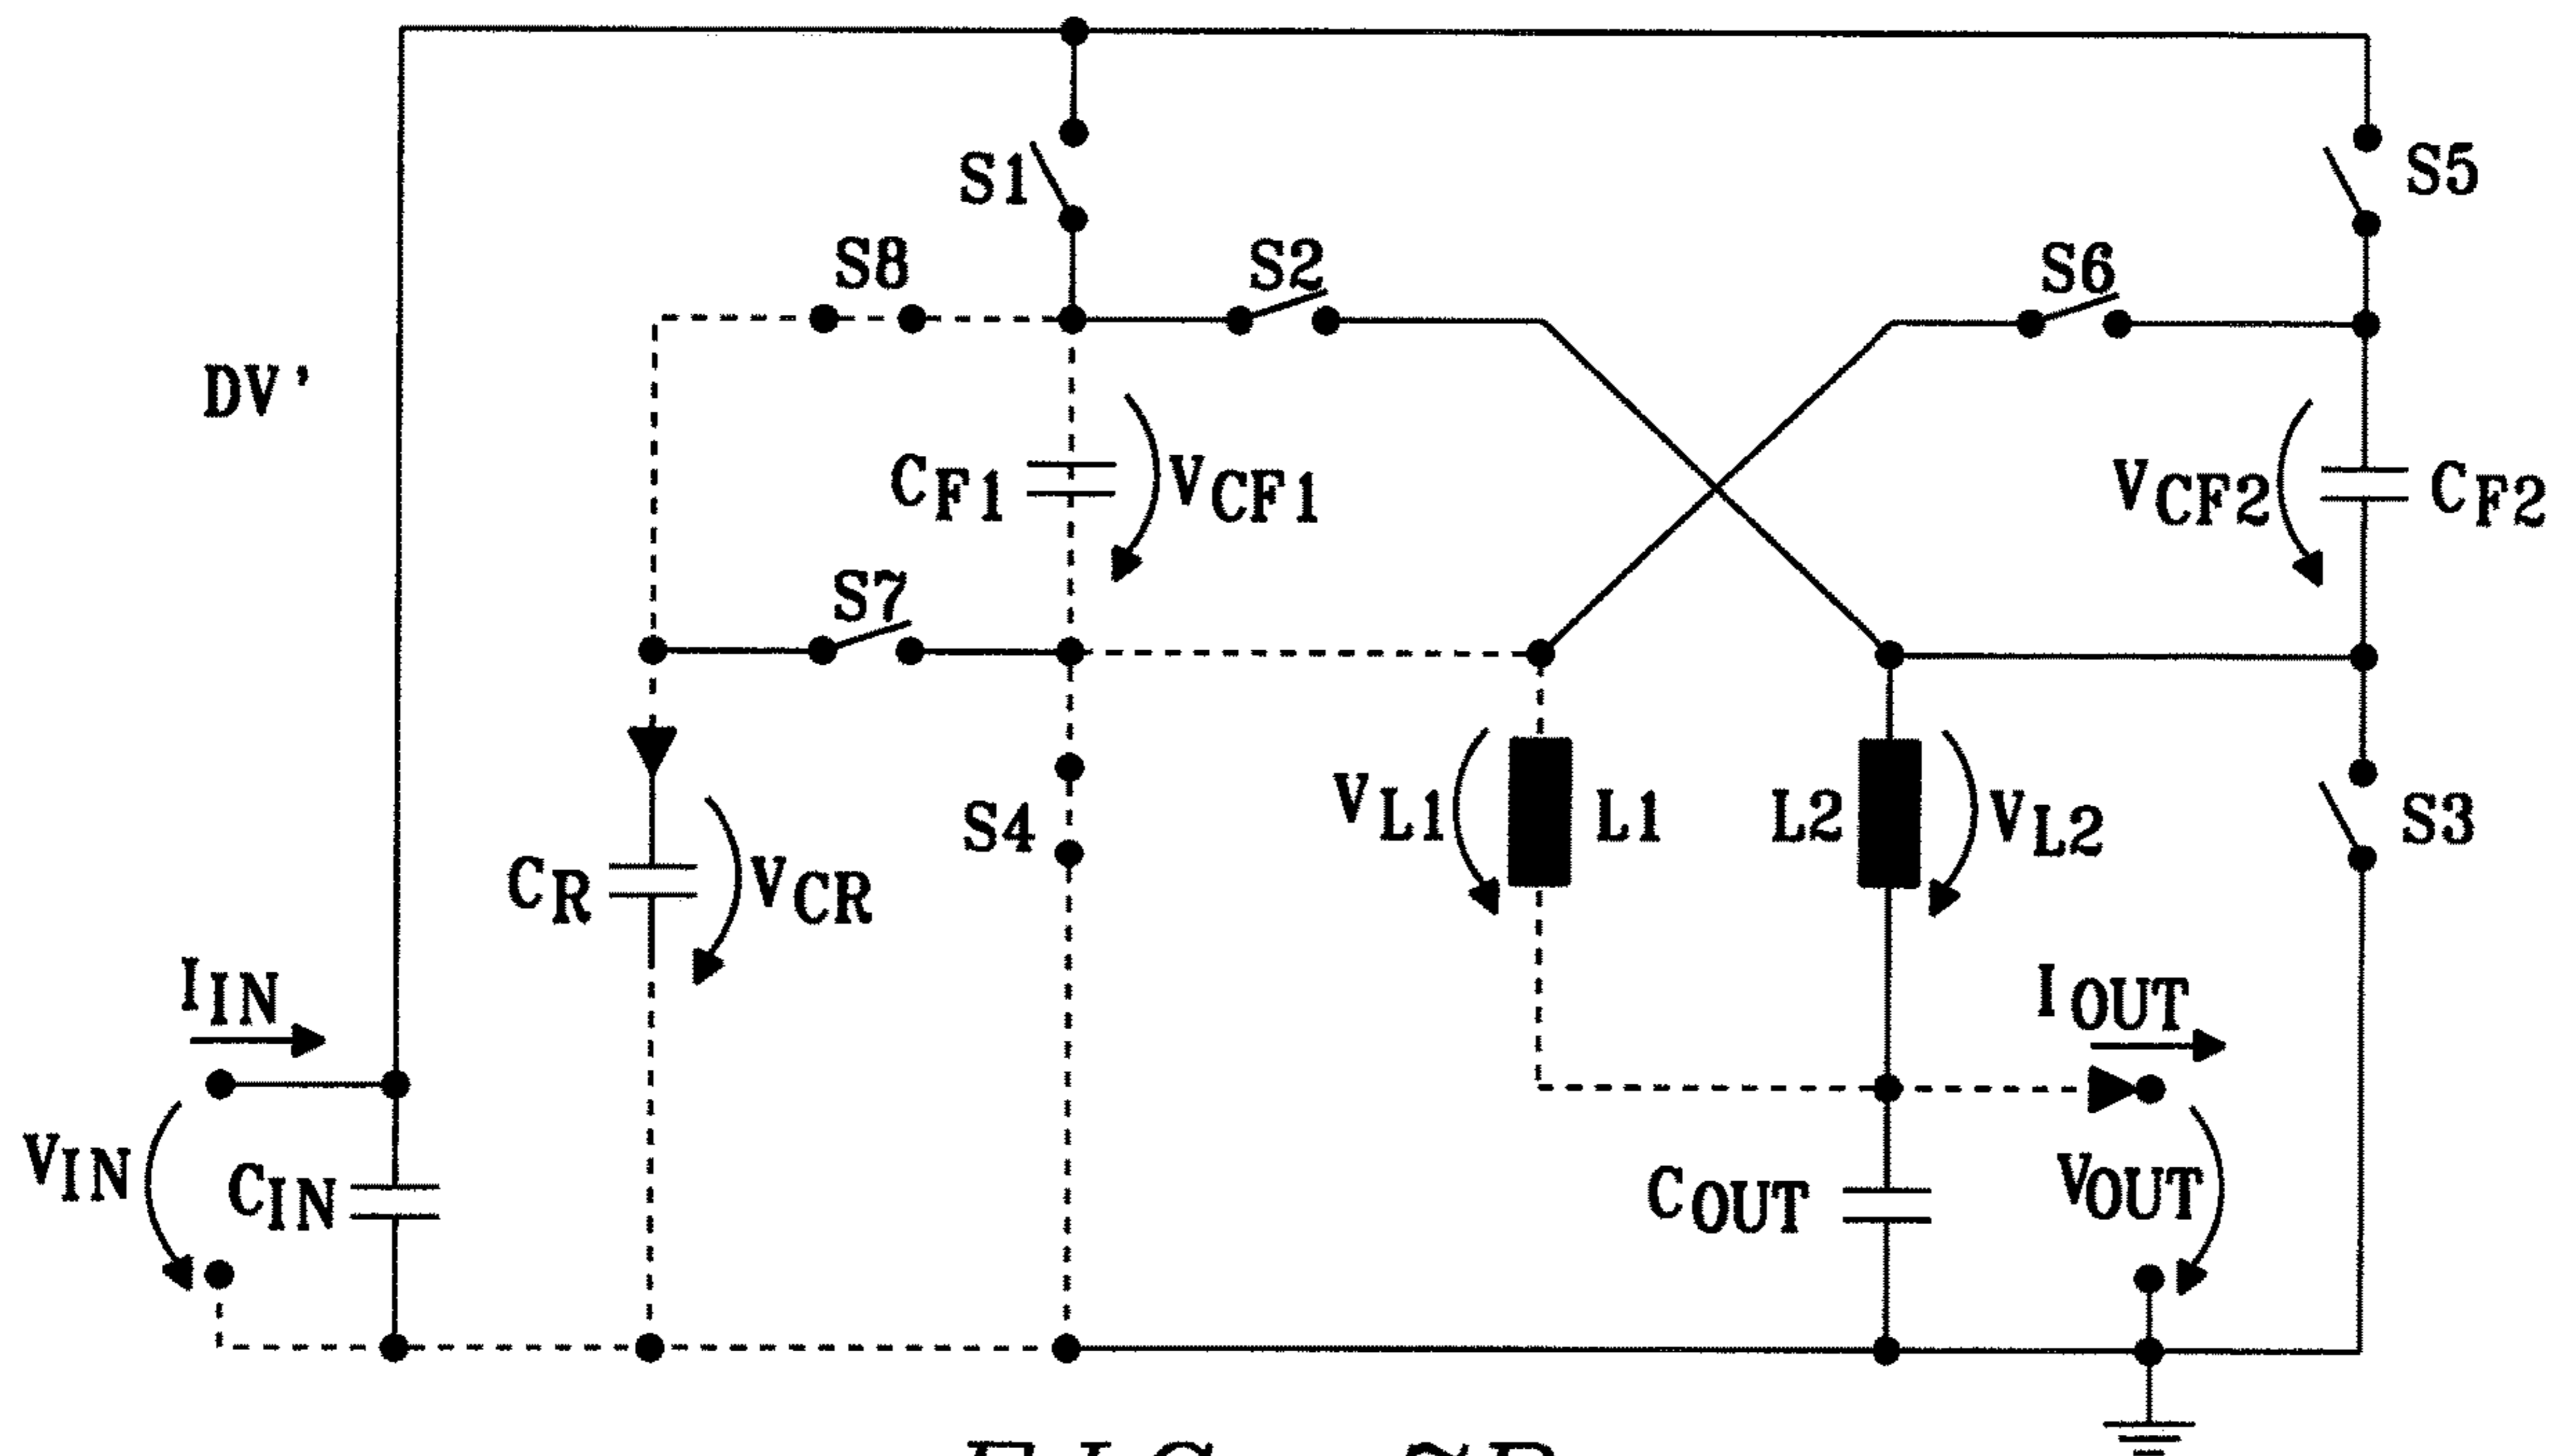 S1
S5
S8
S2
S6
DV'
CF1
VCF1
VCF2
CF2
S7
VL1
L1
L2
VL2
S3
S4
CR
VCR
IIN
IOUT
VIN
CIN
COUT
VOUT